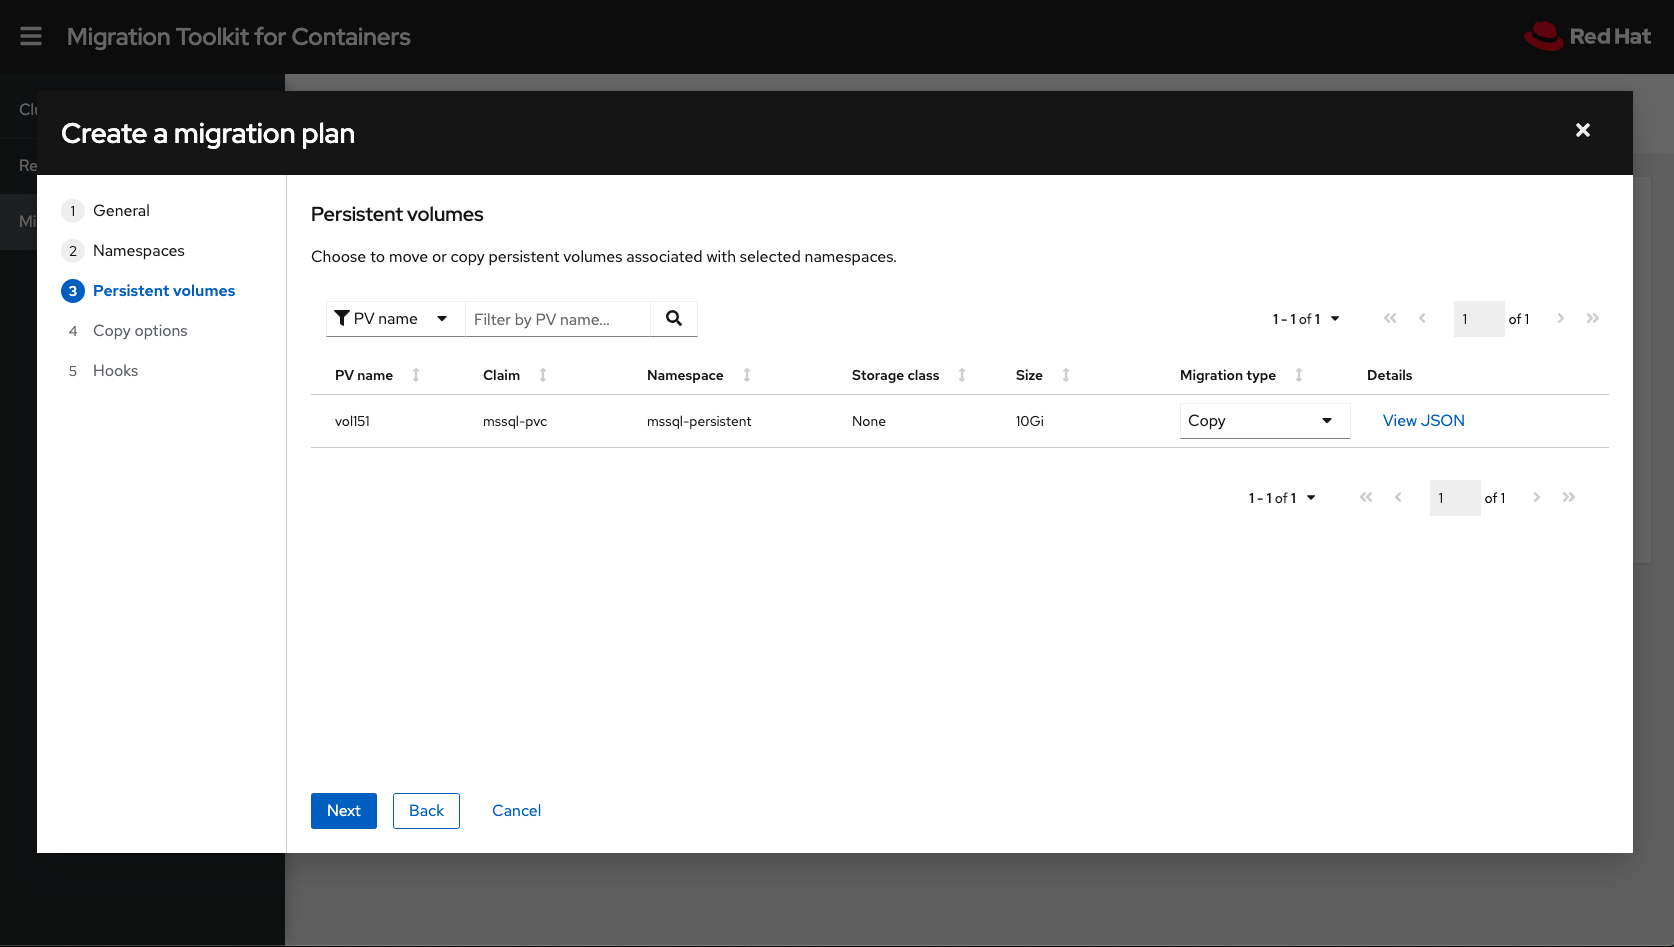 Migration Toolkit for Containers
Red Hat
Clu
Re
Mi
Create a migration plan
1 General
2 Namespaces
3 Persistent volumes
4 Copy options
5 Hooks
Persistent volumes
Choose to move or copy persistent volumes associated with selected namespaces.
PV name Filter by PV name... 1 - 1 of 1 1 of 1
PV name Claim Namespace Storage class Size Migration type Details
vol151 mssql-pvc mssql-persistent None 10Gi Copy View JSON
1 - 1 of 1 1 of 1
Next Back Cancel